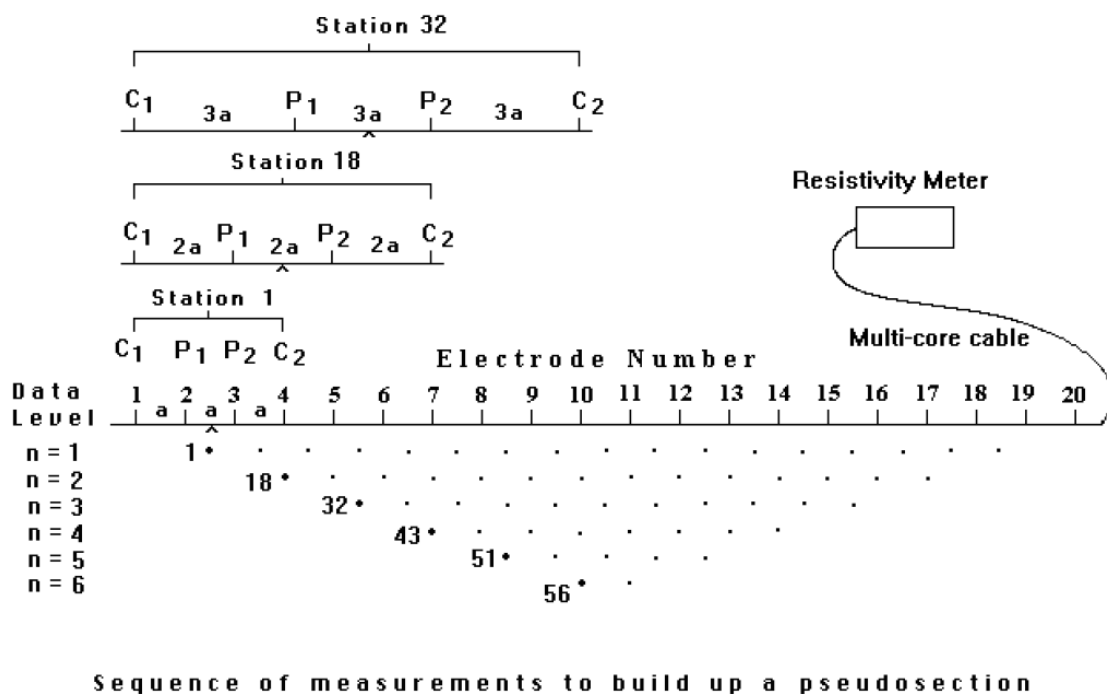 Station 32
C1 3a P1 3a P2 3a C2
Station 18
C1 2a P1 2a P2 2a C2
Resistivity Meter
Station 1
C1 P1 P2 C2
Multi-core cable
Electrode Number
Data Level
1 2 3 4 5 6 7 8 9 10 11 12 13 14 15 16 17 18 19 20
a a a
n = 1 1
n = 2 18
n = 3 32
n = 4 43
n = 5 51
n = 6 56
Sequence of measurements to build up a pseudosection